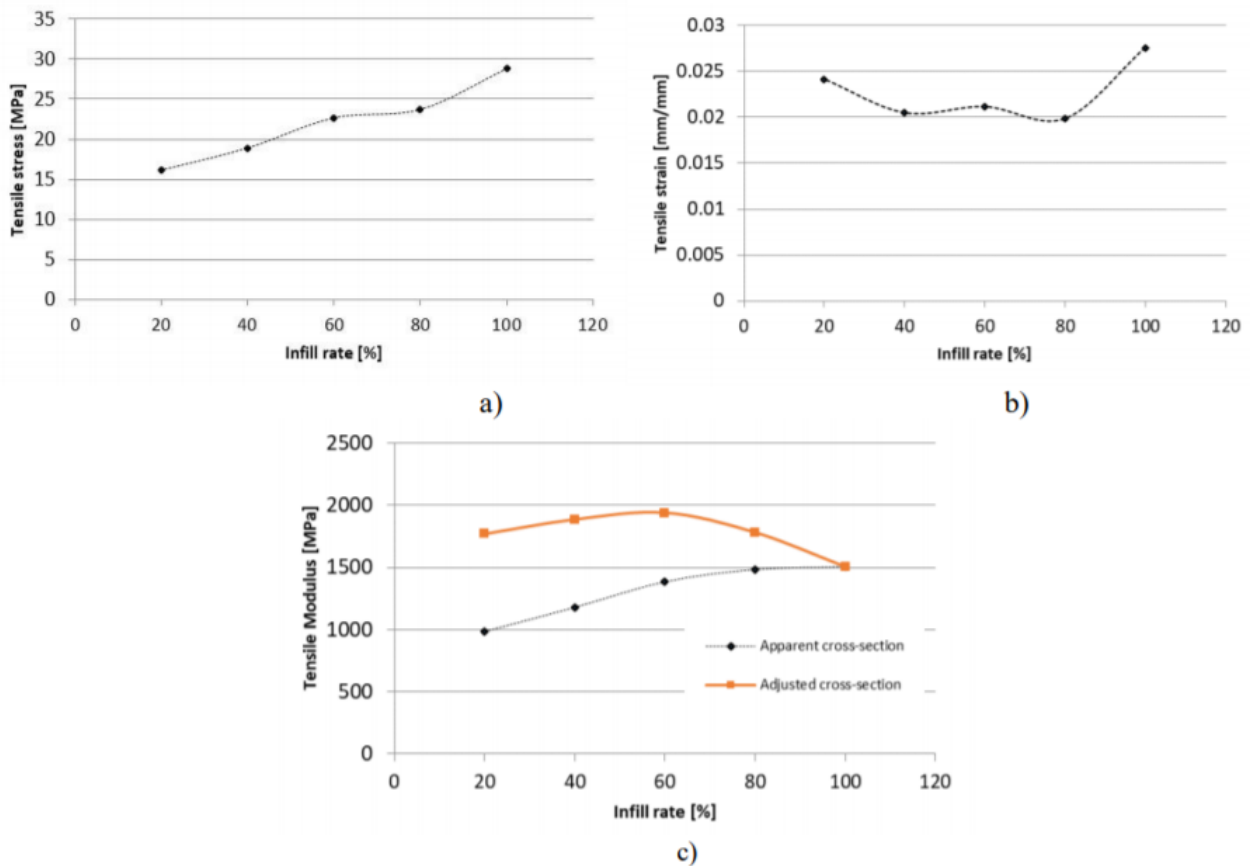 35
30
25
20
15
10
5
0
0 20 40 60 80 100 120
Tensile stress [MPa]
Infill rate [%]
a)
0.03
0.025
0.02
0.015
0.01
0.005
0
0 20 40 60 80 100 120
Tensile strain [mm/mm]
Infill rate [%]
b)
2500
2000
1500
1000
500
0
0 20 40 60 80 100 120
Tensile Modulus [MPa]
Infill rate [%]
Apparent cross-section
Adjusted cross-section
c)